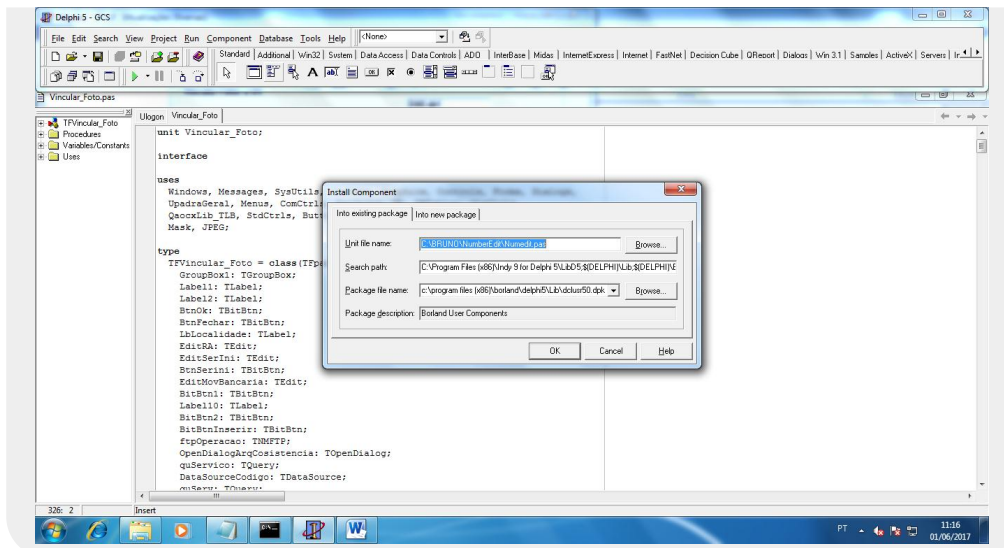 Delphi 5 - GCS
File Edit Search View Project Run Component Database Tools Help <None>
Standard Additional Win32 System Data Access Data Controls ADO InterBase Midas InternetExpress Internet FastNet Decision Cube QReport Dialogs Win 3.1 Samples ActiveX Servers
Vincular_Foto.pas
TFVincular_Foto
Procedures
Variables/Constants
Uses
Ulogon Vincular_Foto
unit Vincular_Foto;
interface
uses
Windows, Messages, SysUtils,
UpadraGeral, Menus, ComCtrls
QaocxLib_TLB, StdCtrls,
Mask, JPEG;
type
TFVincular_Foto = class
GroupBox1: TGroupBox;
Label1: TLabel;
Label2: TLabel;
BtnOk: TBitBtn;
BtnFechar: TBitBtn;
LbLocalidade: TLabel;
EditRA: TEdit;
EditSerIni: TEdit;
BtnSerini: TBitBtn;
EditMovBancaria: TEdit;
BitBtn1: TBitBtn;
Label10: TLabel;
BitBtn2: TBitBtn;
BitBtnInserir: TBitBtn;
ftpOperacao: TNMFTP;
OpenDialogArqCosistencia: TOpenDialog;
quServico: TQuery;
DataSourceCodigo: TDataSource;
quServ: TQuery;
Install Component
Into existing package Into new package
Unit file name: C:\BRUNO\NumberEdit\Numedit.pas Browse...
Search path: C:\Program Files (x86)\Indy 9 for Delphi 5\LibD5;$(DELPHI)\Lib;$(DELPHI)\E
Package file name: c:\program files (x86)\borland\delphi5\Lib\dclusr50.dpk Browse...
Package description: Borland User Components
OK Cancel Help
326: 2 Insert
PT 11:16
01/06/2017